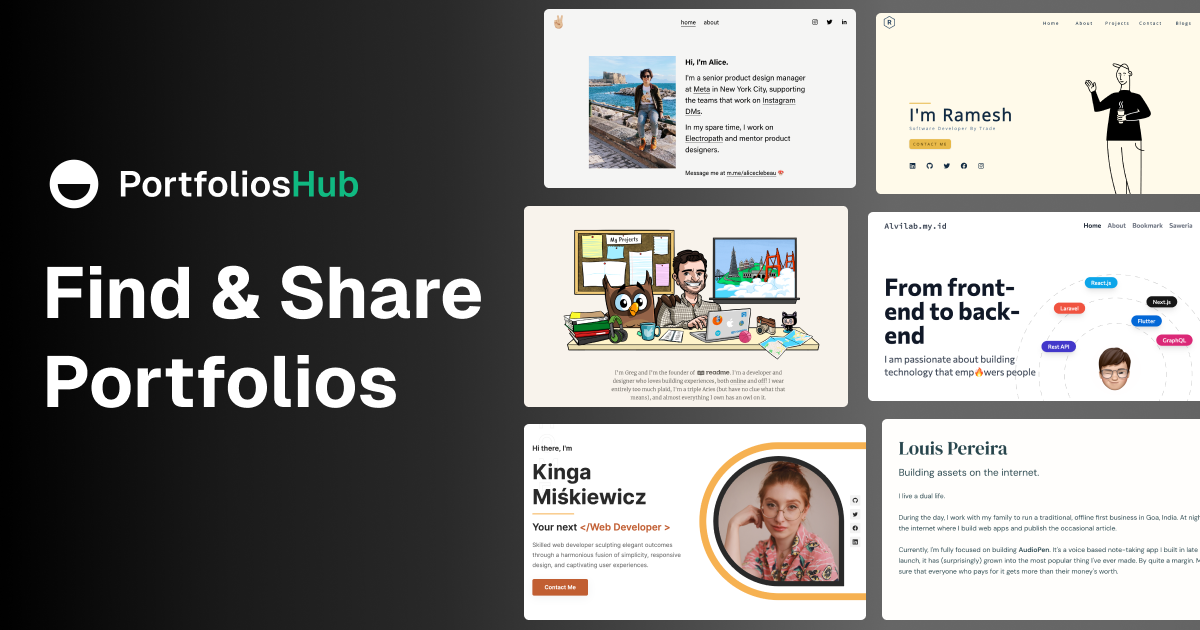 PortfoliosHub
Find & Share
Portfolios
home about
Hi, I'm Alice.
I'm a senior product design manager
at Meta in New York City, supporting
the teams that work on Instagram
DMs.
In my spare time, I work on
Electropath and mentor product
designers.
Message me at m.me/aliceclebeau
R
Home About Projects Contact Blogs
I'm Ramesh
Software Developer By Trade
CONTACT ME
My Projects
I'm Greg and I'm the founder of readme. I'm a developer and
designer who loves building experiences, both online and off! I wear
entirely too much plaid, I'm a triple Aries (but have no clue what that
means), and almost everything I own has an owl on it.
Alvilab.my.id
Home About Bookmark Saweria
From front-
end to back-
end
I am passionate about building
technology that emp🔥wers people
React.js
Laravel
Next.js
Flutter
Rest API
GraphQL
Hi there, I'm
Kinga
Miśkiewicz
Your next </Web Developer >
Skilled web developer sculpting elegant outcomes
through a harmonious fusion of simplicity, responsive
design, and captivating user experiences.
Contact Me
Louis Pereira
Building assets on the internet.
I live a dual life.
During the day, I work with my family to run a traditional, offline first business in Goa, India. At nigh
the internet where I build web apps and publish the occasional article.
Currently, I'm fully focused on building AudioPen. It's a voice based note-taking app I built in late
launch, it has (surprisingly) grown into the most popular thing I've ever made. By quite a margin. M
sure that everyone who pays for it gets more than their money's worth.